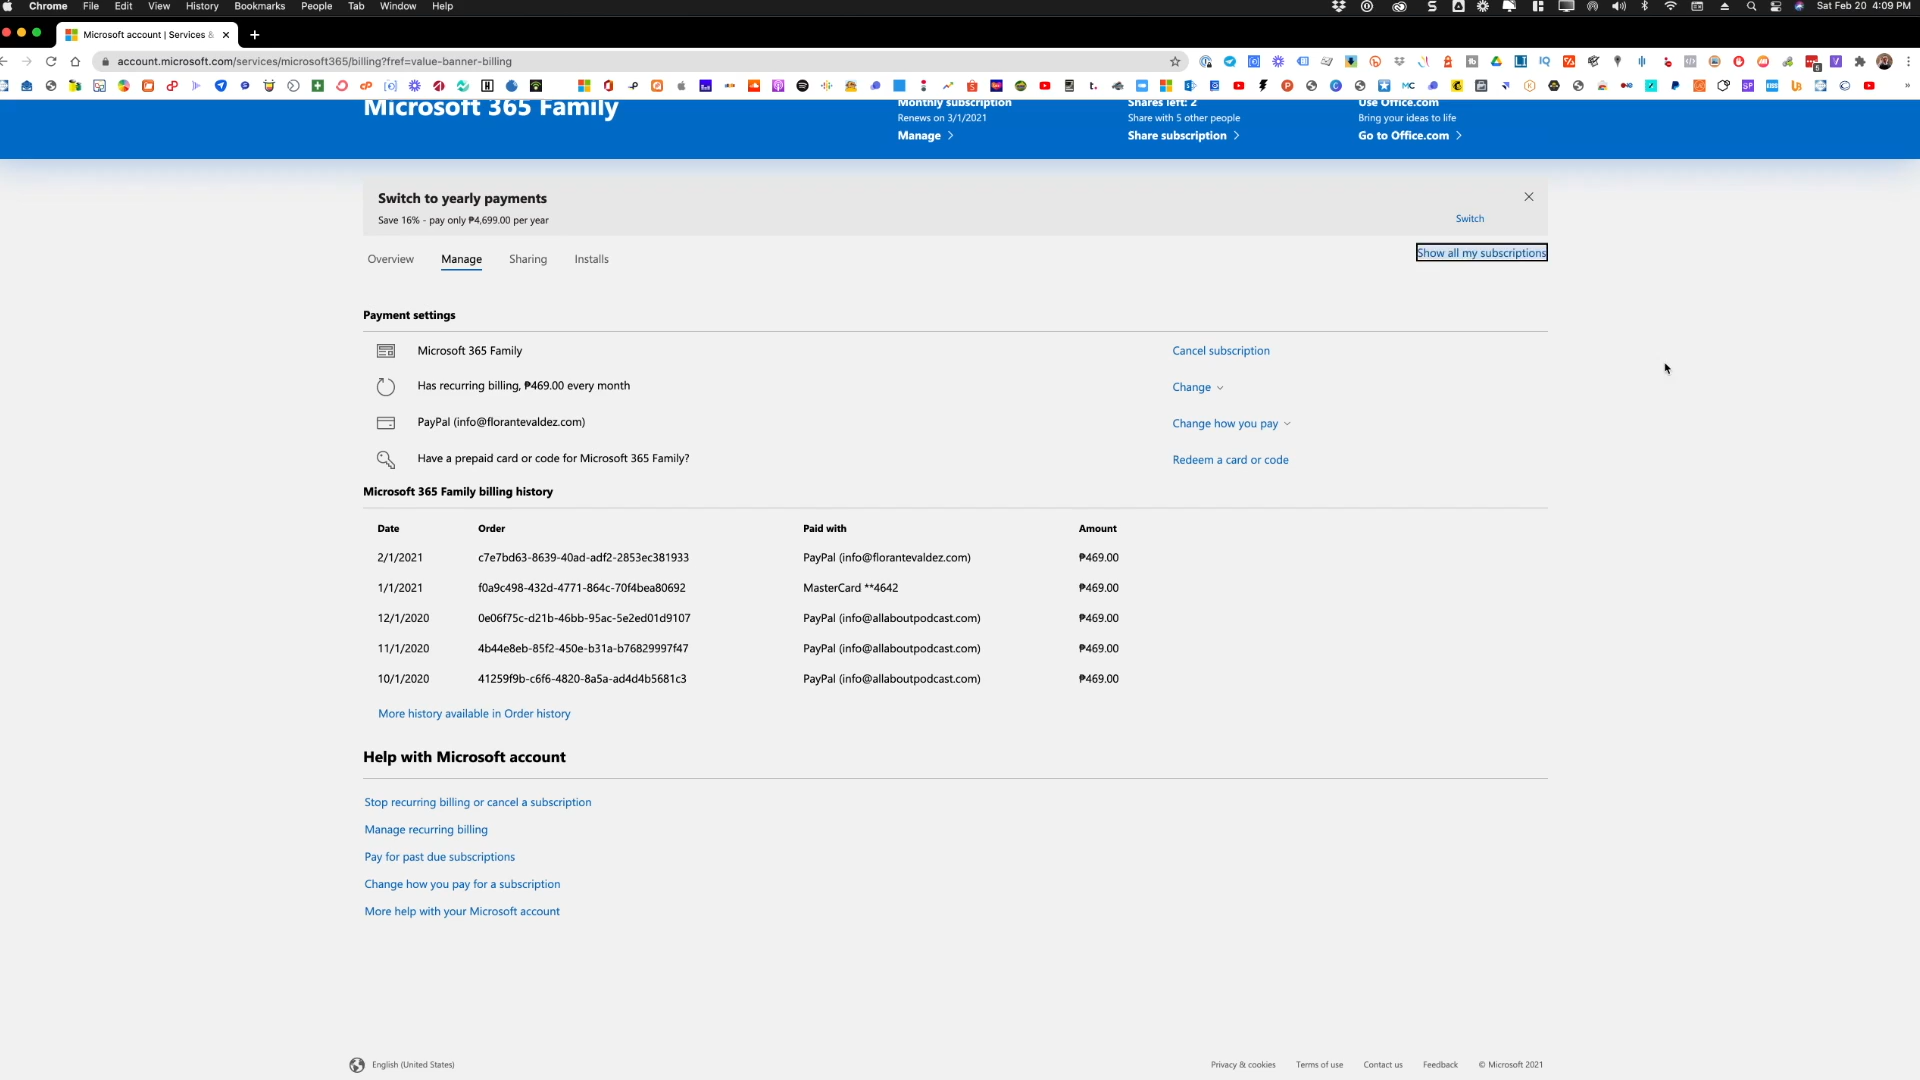 Chrome File Edit View History Bookmarks People Tab Window Help Sat Feb 20 4:09 PM
Microsoft account | Services &
account.microsoft.com/services/microsoft365/billing?fref=value-banner-billing
Microsoft 365 Family
Monthly subscription
Renews on 3/1/2021
Manage
Shares left: 2
Share with 5 other people
Share subscription
Use Office.com
Bring your ideas to life
Go to Office.com
Switch to yearly payments
Save 16% - pay only ₱4,699.00 per year
Switch
Overview Manage Sharing Installs
Show all my subscriptions
Payment settings
Microsoft 365 Family Cancel subscription
Has recurring billing, ₱469.00 every month Change
PayPal (info@florantevaldez.com) Change how you pay
Have a prepaid card or code for Microsoft 365 Family? Redeem a card or code
Microsoft 365 Family billing history
Date Order Paid with Amount
2/1/2021 c7e7bd63-8639-40ad-adf2-2853ec381933 PayPal (info@florantevaldez.com) ₱469.00
1/1/2021 f0a9c498-432d-4771-864c-70f4bea80692 MasterCard **4642 ₱469.00
12/1/2020 0e06f75c-d21b-46bb-95ac-5e2ed01d9107 PayPal (info@allaboutpodcast.com) ₱469.00
11/1/2020 4b44e8eb-85f2-450e-b31a-b76829997f47 PayPal (info@allaboutpodcast.com) ₱469.00
10/1/2020 41259f9b-c6f6-4820-8a5a-ad4d4b5681c3 PayPal (info@allaboutpodcast.com) ₱469.00
More history available in Order history
Help with Microsoft account
Stop recurring billing or cancel a subscription
Manage recurring billing
Pay for past due subscriptions
Change how you pay for a subscription
More help with your Microsoft account
English (United States) Privacy & cookies Terms of use Contact us Feedback © Microsoft 2021